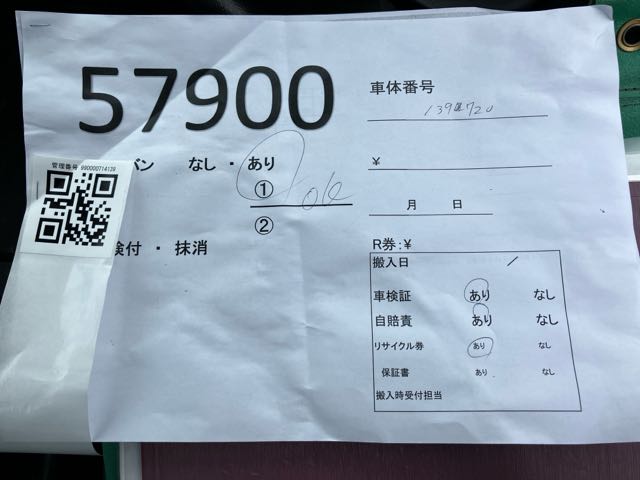 57900
車体番号
管理番号 990000714139
バン なし・あり
¥
① ok
②
月 日
検付・抹消
R券:¥
搬入日 /
車検証 あり なし
自賠責 あり なし
リサイクル券 あり なし
保証書 あり なし
搬入時受付担当